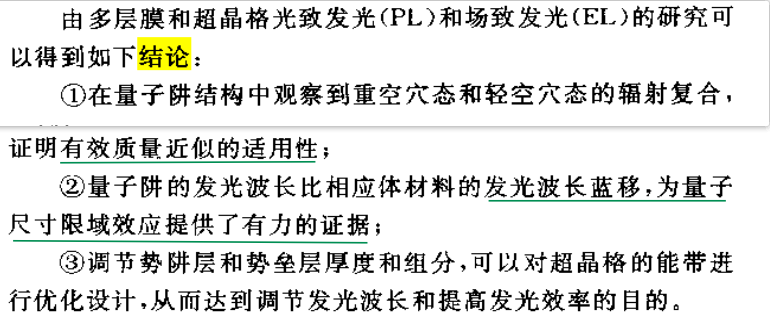 由多层膜和超晶格光致发光(PL)和场致发光(EL)的研究可
以得到如下结论：
①在量子阱结构中观察到重空穴态和轻空穴态的辐射复合，
证明有效质量近似的适用性；
②量子阱的发光波长比相应体材料的发光波长蓝移，为量子
尺寸限域效应提供了有力的证据；
③调节势阱层和势垒层厚度和组分，可以对超晶格的能带进
行优化设计，从而达到调节发光波长和提高发光效率的目的。